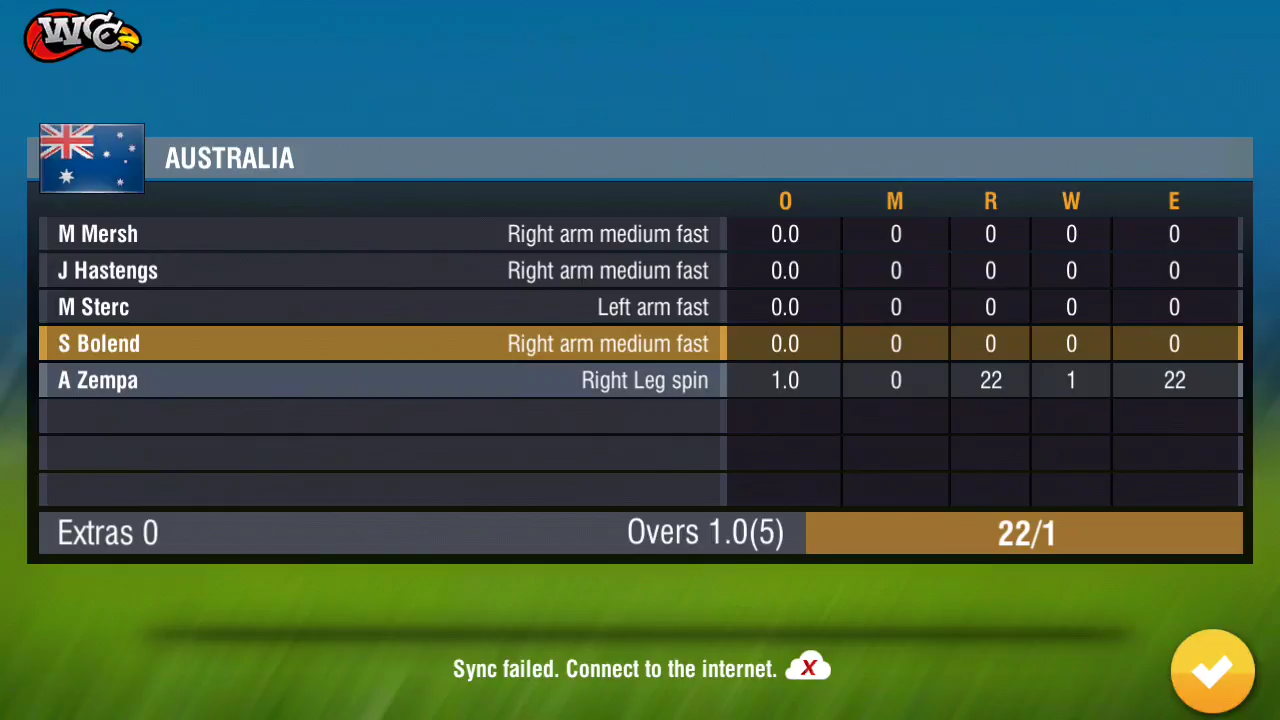 WCC
AUSTRALIA
O M R W E
M Mersh Right arm medium fast 0.0 0 0 0 0
J Hastengs Right arm medium fast 0.0 0 0 0 0
M Sterc Left arm fast 0.0 0 0 0 0
S Bolend Right arm medium fast 0.0 0 0 0 0
A Zempa Right Leg spin 1.0 0 22 1 22
Extras 0 Overs 1.0(5) 22/1
Sync failed. Connect to the internet. X